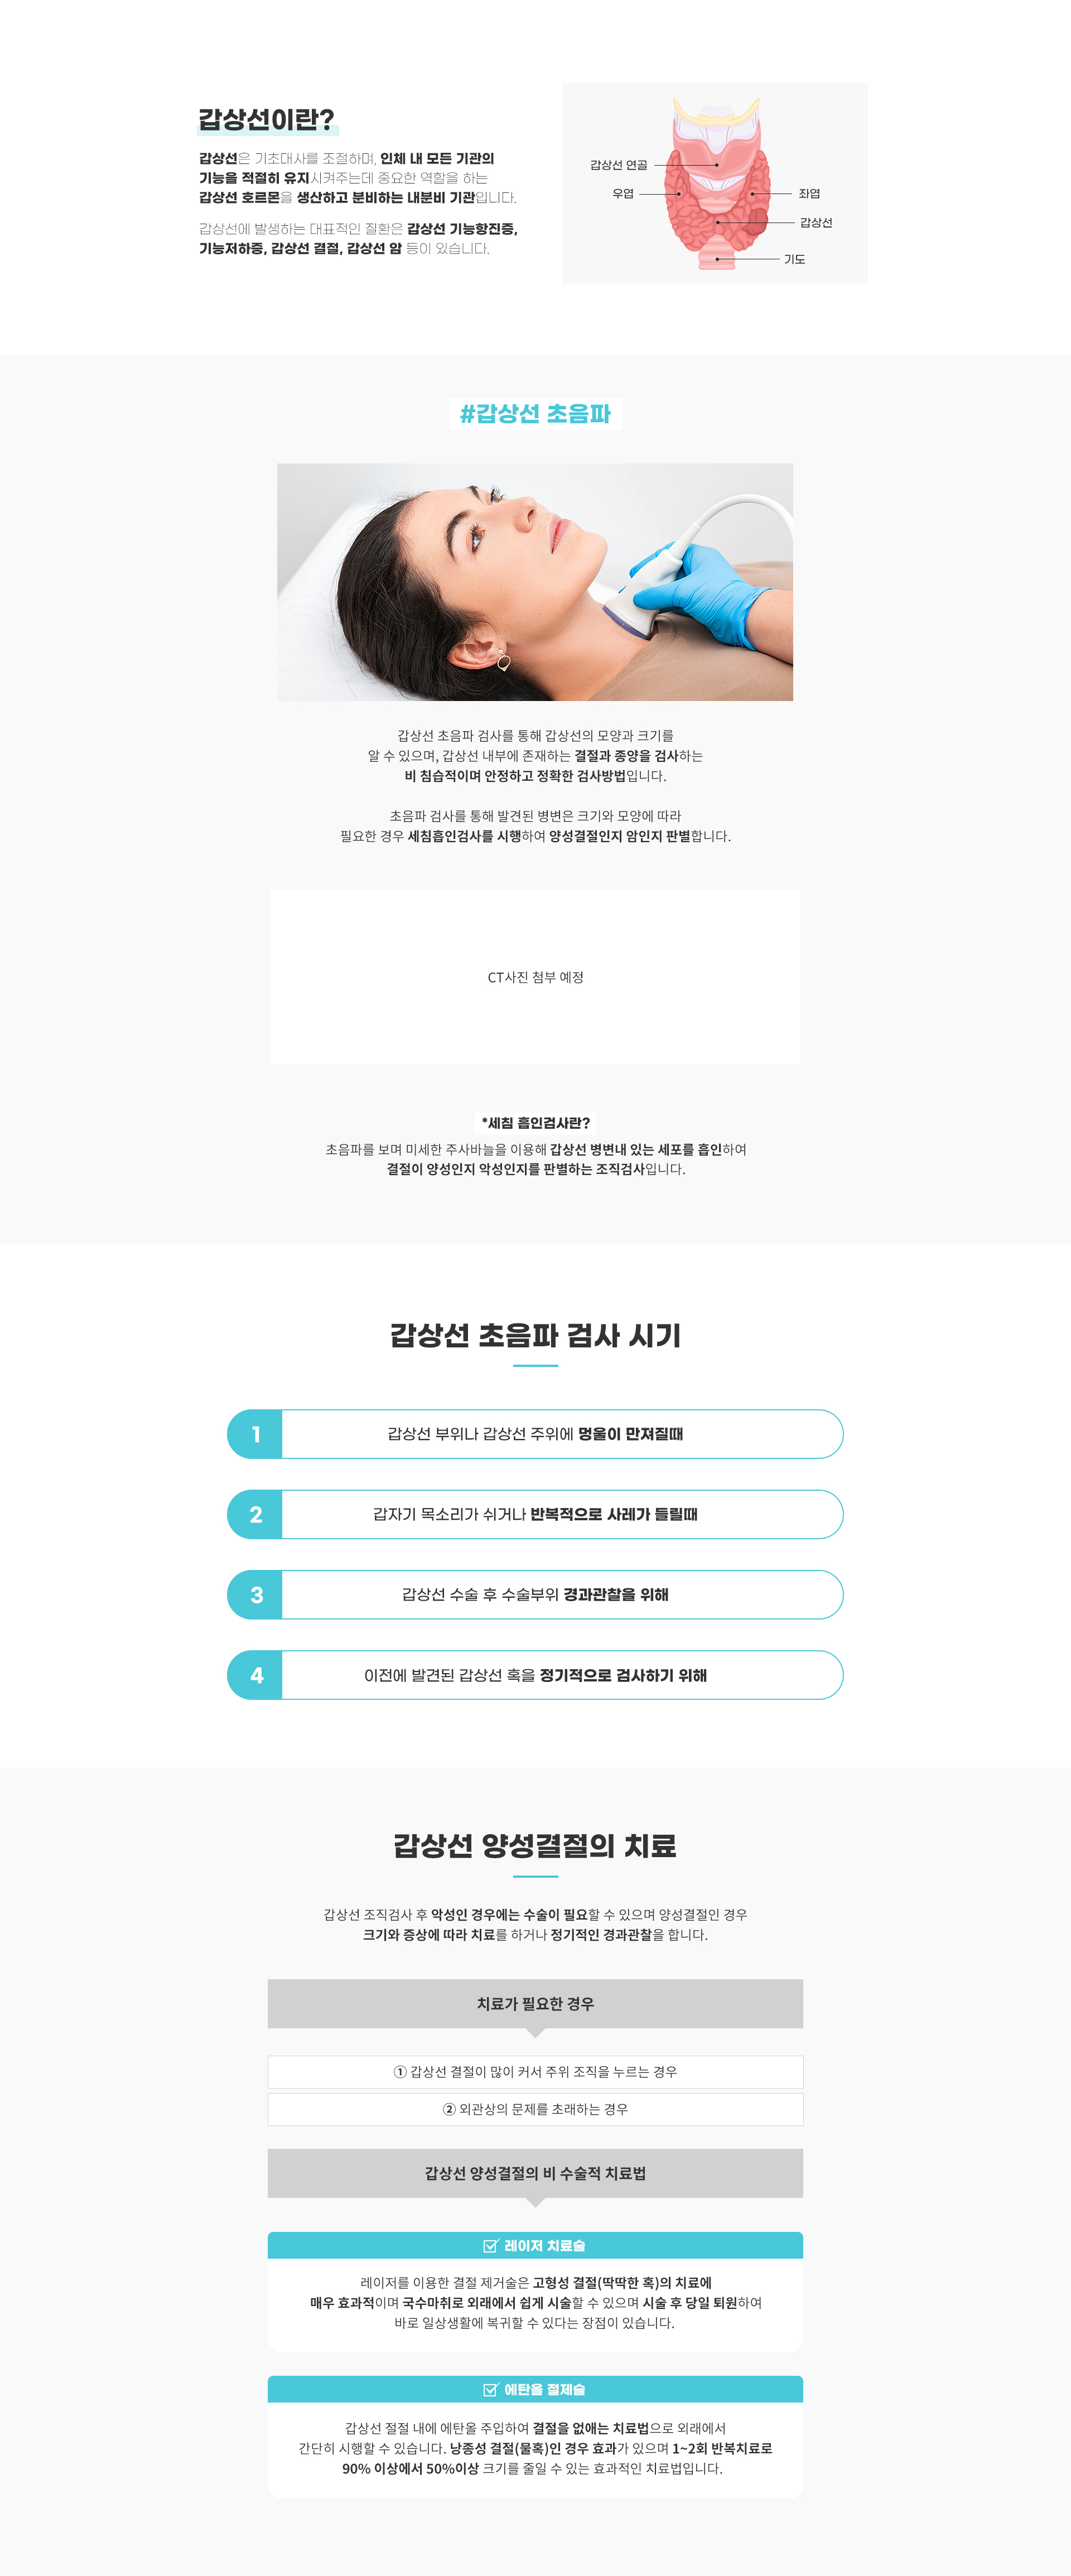 갑상선이란?
갑상선은 기초대사를 조절하며, 인체 내 모든 기관의
기능을 적절히 유지시켜주는데 중요한 역할을 하는
갑상선 호르몬을 생산하고 분비하는 내분비 기관입니다.
갑상선에 발생하는 대표적인 질환은 갑상선 기능항진증,
기능저하증, 갑상선 결절, 갑상선 암 등이 있습니다.
갑상선 연골
우엽
좌엽
갑상선
기도
#갑상선 초음파
갑상선 초음파 검사를 통해 갑상선의 모양과 크기를
알 수 있으며, 갑상선 내부에 존재하는 결절과 종양을 검사하는
비 침습적이며 안정하고 정확한 검사방법입니다.
초음파 검사를 통해 발견된 병변은 크기와 모양에 따라
필요한 경우 세침흡인검사를 시행하여 양성결절인지 암인지 판별합니다.
CT사진 첨부 예정
*세침 흡인검사란?
초음파를 보며 미세한 주사바늘을 이용해 갑상선 병변내 있는 세포를 흡인하여
결절이 양성인지 악성인지를 판별하는 조직검사입니다.
갑상선 초음파 검사 시기
1 갑상선 부위나 갑상선 주위에 멍울이 만져질때
2 갑자기 목소리가 쉬거나 반복적으로 사레가 들릴때
3 갑상선 수술 후 수술부위 경과관찰을 위해
4 이전에 발견된 갑상선 혹을 정기적으로 검사하기 위해
갑상선 양성결절의 치료
갑상선 조직검사 후 악성인 경우에는 수술이 필요할 수 있으며 양성결절인 경우
크기와 증상에 따라 치료를 하거나 정기적인 경과관찰을 합니다.
치료가 필요한 경우
① 갑상선 결절이 많이 커서 주위 조직을 누르는 경우
② 외관상의 문제를 초래하는 경우
갑상선 양성결절의 비 수술적 치료법
레이저 치료술
레이저를 이용한 결절 제거술은 고형성 결절(딱딱한 혹)의 치료에
매우 효과적이며 국수마취로 외래에서 쉽게 시술할 수 있으며 시술 후 당일 퇴원하여
바로 일상생활에 복귀할 수 있다는 장점이 있습니다.
에탄올 절제술
갑상선 절절 내에 에탄올 주입하여 결절을 없애는 치료법으로 외래에서
간단히 시행할 수 있습니다. 낭종성 결절(물혹)인 경우 효과가 있으며 1~2회 반복치료로
90% 이상에서 50%이상 크기를 줄일 수 있는 효과적인 치료법입니다.